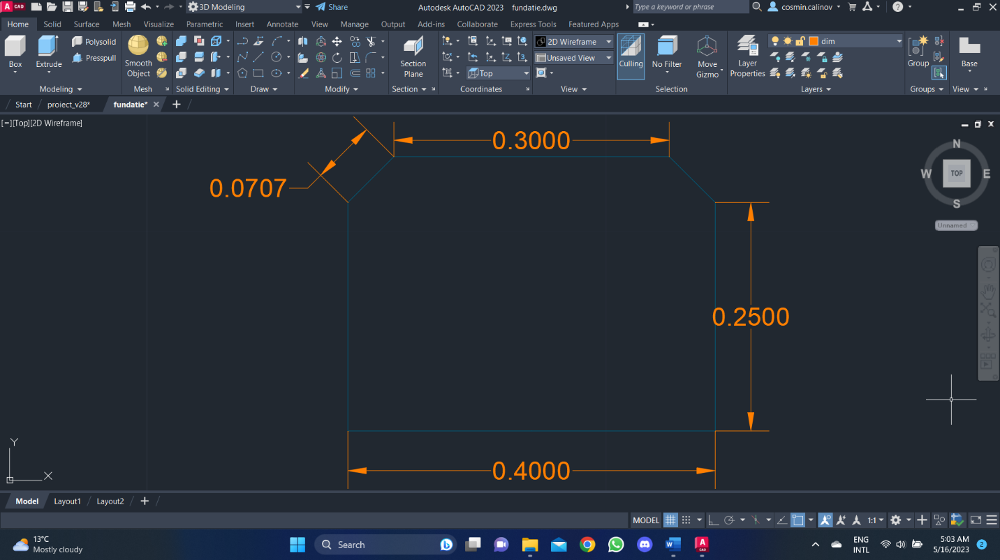 A CAD
3D Modeling
Share
Autodesk AutoCAD 2023 fundatie.dwg
Type a keyword or phrase
cosmin.calinov
Home Solid Surface Mesh Visualize Parametric Insert Annotate View Manage Output Add-ins Collaborate Express Tools Featured Apps
Box
Extrude
Polysolid
Presspull
Smooth
Object
Section
Plane
2D Wireframe
Unsaved View
Top
Culling
No Filter
Move
Gizmo
Layer
Properties
dim
Group
Base
Modeling Mesh Solid Editing Draw Modify Section Coordinates View Selection Layers Groups View
Start proiect_v28* fundatie*
[−][Top][2D Wireframe]
0.3000
0.0707
0.2500
0.4000
N
W TOP E
S
Unnamed
Y
X
Model Layout1 Layout2
MODEL 1:1
13°C
Mostly cloudy
Search
ENG
INTL
5:03 AM
5/16/2023
2